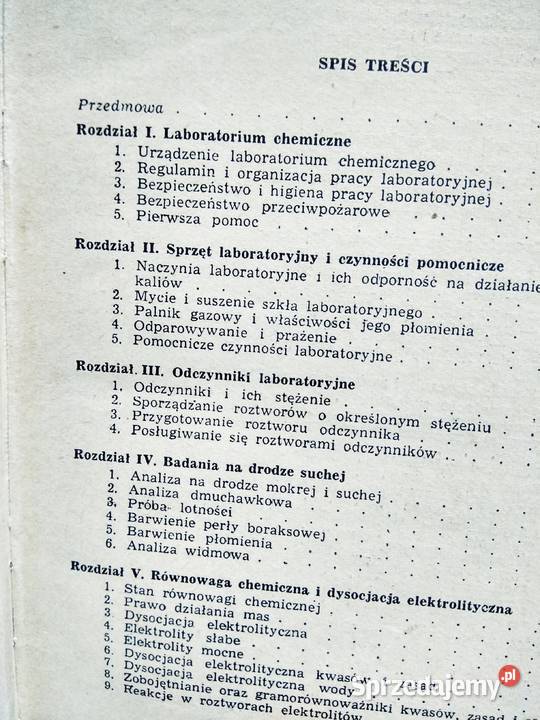 SPIS TREŚCI
Przedmowa . . . . . . . . . .
Rozdział I. Laboratorium chemiczne
1. Urządzenie laboratorium chemicznego . . .
2. Regulamin i organizacja pracy laboratoryjnej . .
3. Bezpieczeństwo i higiena pracy laboratoryjnej . .
4. Bezpieczeństwo przeciwpożarowe . . . .
5. Pierwsza pomoc . . . . . . . .
Rozdział II. Sprzęt laboratoryjny i czynności pomocnicze
1. Naczynia laboratoryjne i ich odporność na działanie
kaliów . . . . . . . . . .
2. Mycie i suszenie szkła laboratoryjnego . . . .
3. Palnik gazowy i właściwości jego płomienia . .
4. Odparowywanie i prażenie . . . . . .
5. Pomocnicze czynności laboratoryjne . . . .
Rozdział III. Odczynniki laboratoryjne
1. Odczynniki i ich stężenie . . . . . .
2. Sporządzanie roztworów o określonym stężeniu . .
3. Przygotowanie roztworu odczynnika . . . .
4. Posługiwanie się roztworami odczynników . . .
Rozdział IV. Badania na drodze suchej
1. Analiza na drodze mokrej i suchej . . . .
2. Analiza dmuchawkowa . . . . . . .
3. Próba lotności . . . . . . . .
4. Barwienie perły boraksowej . . . . . .
5. Barwienie płomienia . . . . . . .
6. Analiza widmowa . . . . . . . .
Rozdział V. Równowaga chemiczna i dysocjacja elektrolityczna
1. Stan równowagi chemicznej . . . . . .
2. Prawo działania mas . . . . . . .
3. Dysocjacja elektrolityczna . . . . . .
4. Elektrolity słabe . . . . . . . .
5. Elektrolity mocne . . . . . . . .
6. Dysocjacja elektrolityczna kwasów i zasad . .
7. Dysocjacja elektrolityczna wody . . . .
8. Zobojętnianie oraz gramorównoważniki kwasów, zasad
9. Reakcje w roztworach elektrolitów
Sprzedajemy.pl